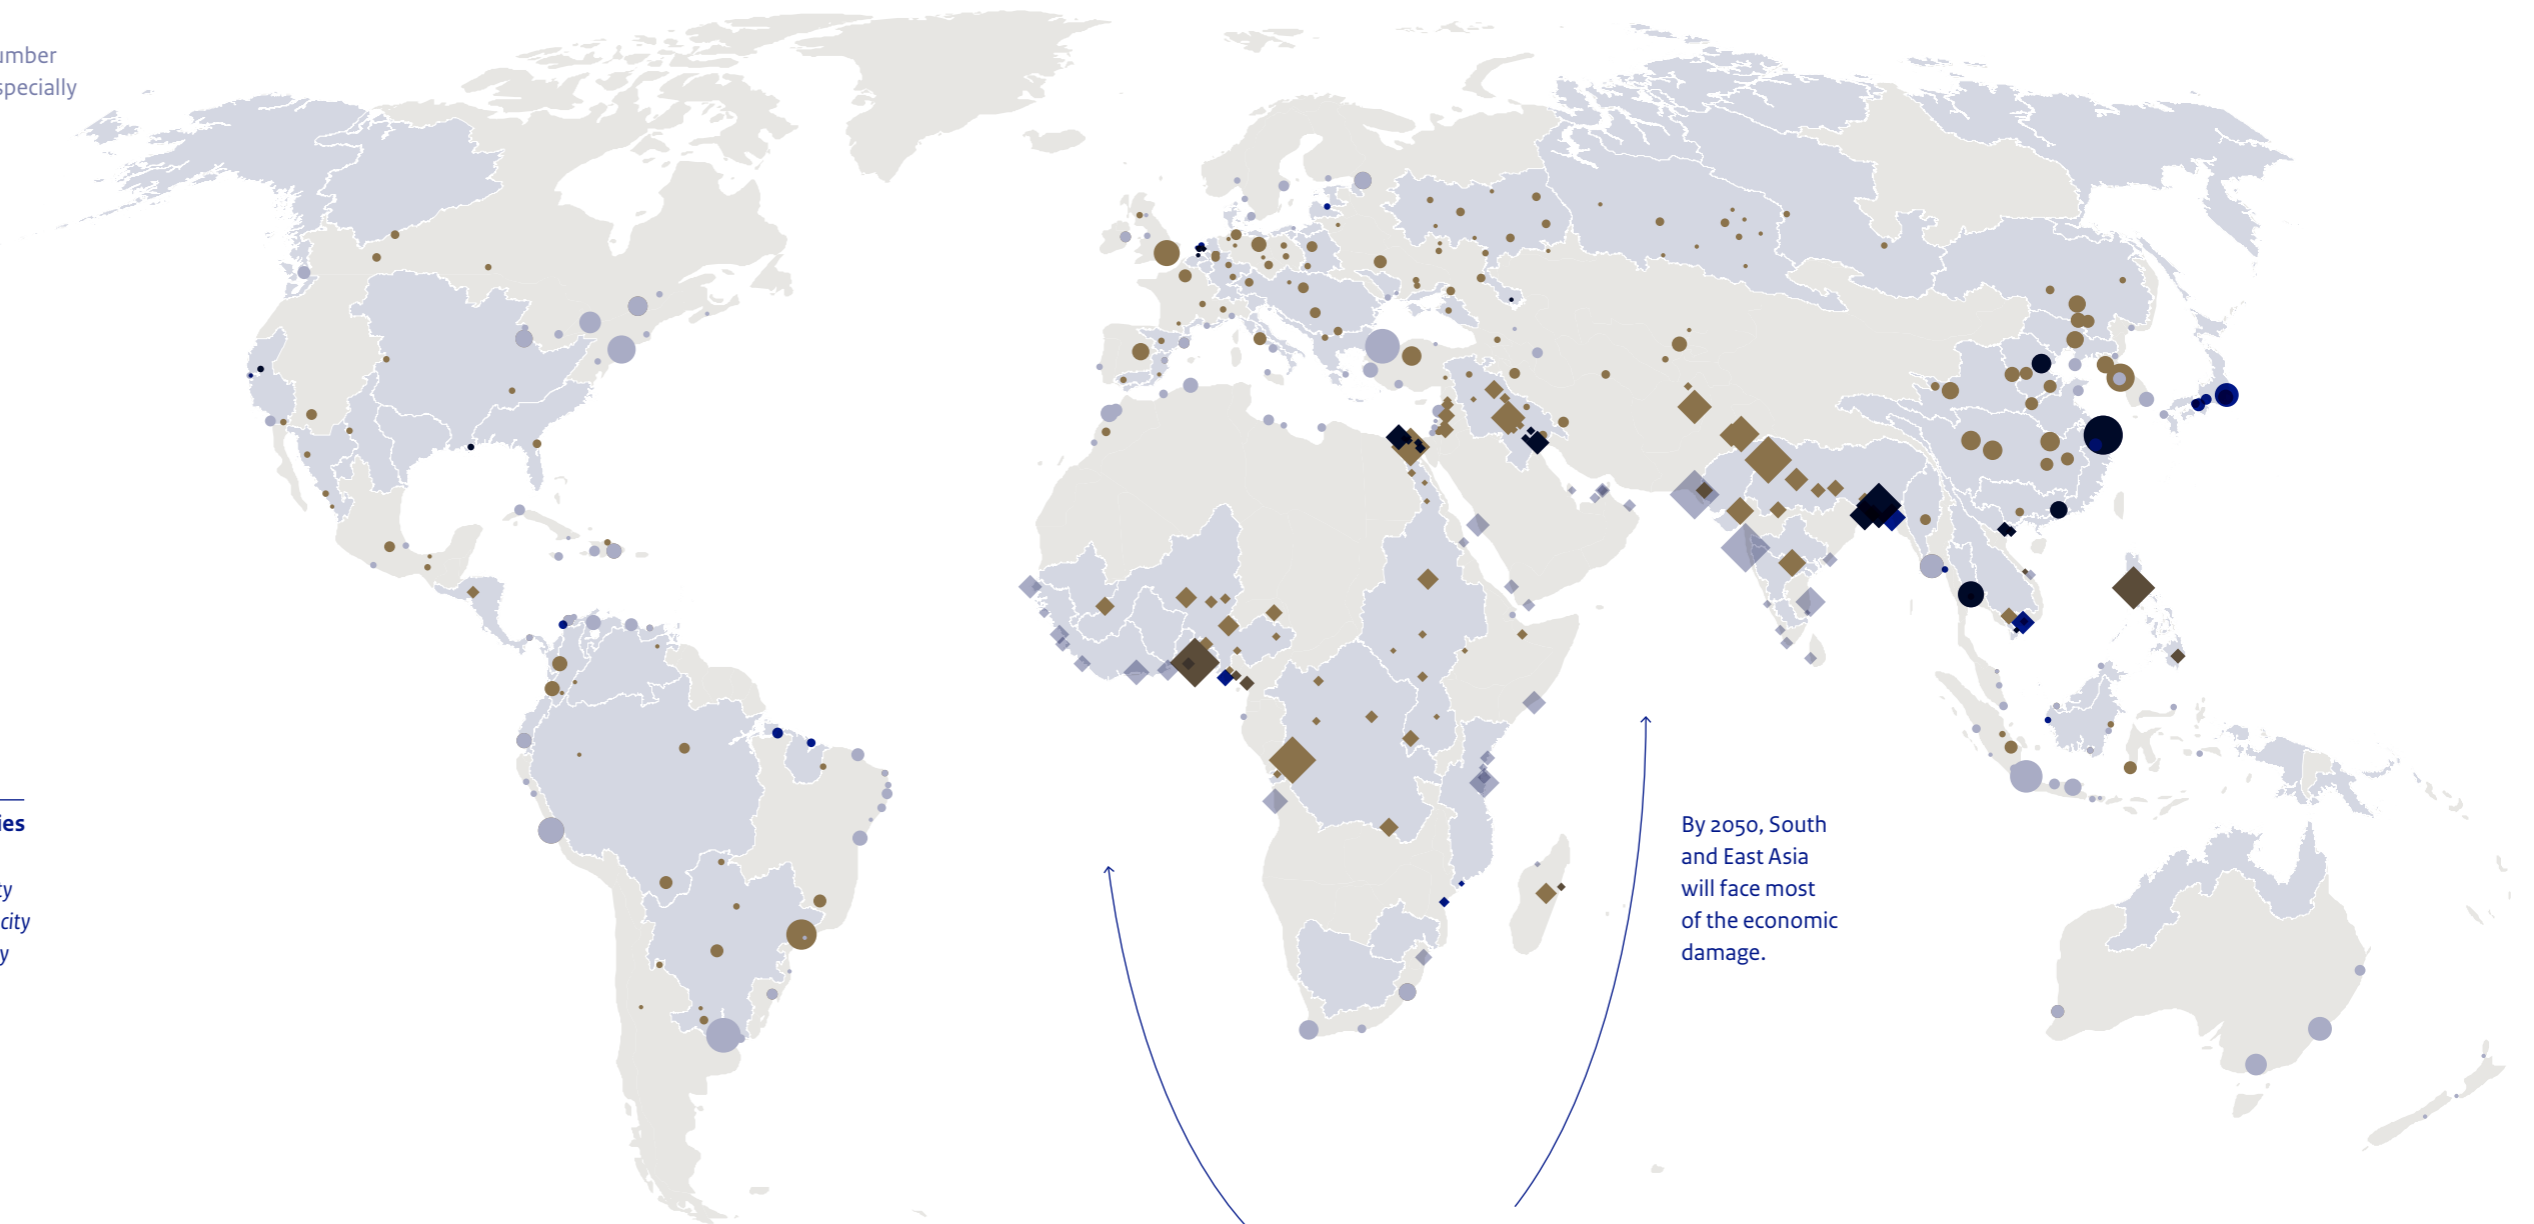 umber
specially
ies
ty
city
y
By 2050, South
and East Asia
will face most
of the economic
damage.